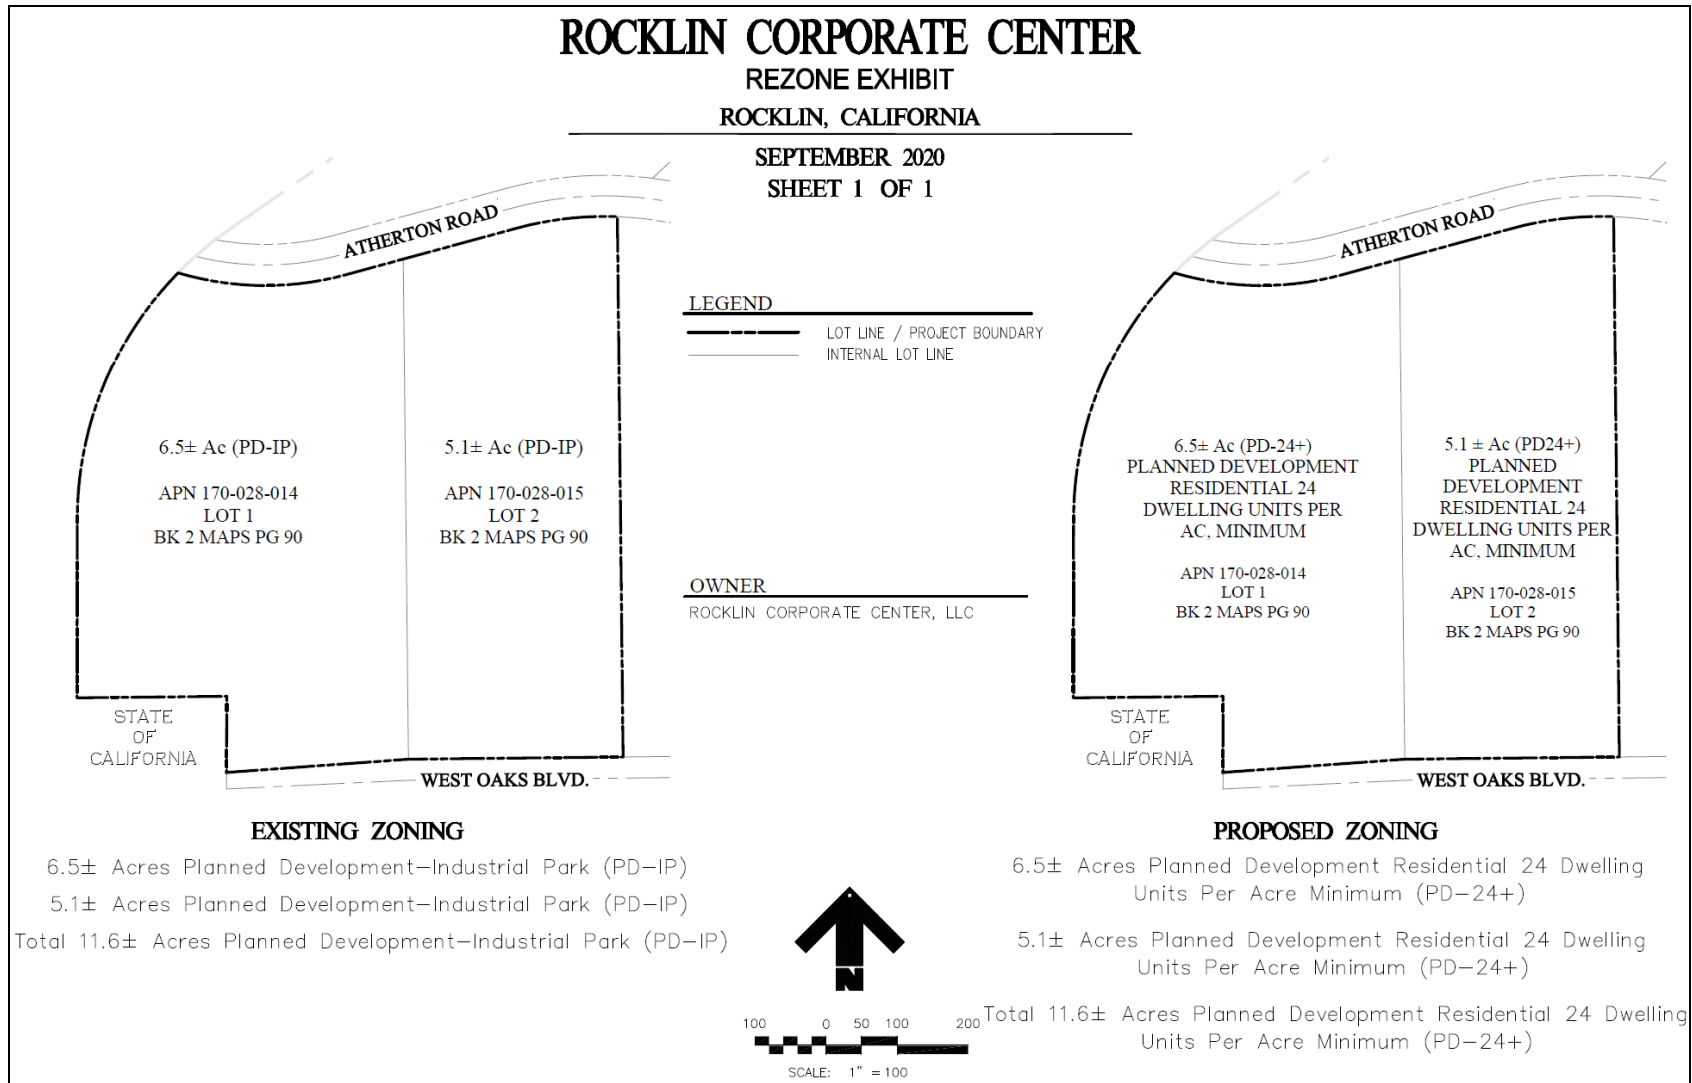 ROCKLIN CORPORATE CENTER
REZONE EXHIBIT
ROCKLIN, CALIFORNIA
SEPTEMBER 2020
SHEET 1 OF 1
ATHERTON ROAD
6.5± Ac (PD-IP)
APN 170-028-014
LOT 1
BK 2 MAPS PG 90
5.1± Ac (PD-IP)
APN 170-028-015
LOT 2
BK 2 MAPS PG 90
STATE
OF
CALIFORNIA
WEST OAKS BLVD.
EXISTING ZONING
6.5± Acres Planned Development-Industrial Park (PD-IP)
5.1± Acres Planned Development-Industrial Park (PD-IP)
Total 11.6± Acres Planned Development-Industrial Park (PD-IP)
LEGEND
LOT LINE / PROJECT BOUNDARY
INTERNAL LOT LINE
OWNER
ROCKLIN CORPORATE CENTER, LLC
N
100 0 50 100 200
SCALE: 1" = 100
ATHERTON ROAD
6.5± Ac (PD-24+)
PLANNED DEVELOPMENT
RESIDENTIAL 24
DWELLING UNITS PER
AC, MINIMUM
APN 170-028-014
LOT 1
BK 2 MAPS PG 90
5.1 ± Ac (PD24+)
PLANNED
DEVELOPMENT
RESIDENTIAL 24
DWELLING UNITS PER
AC, MINIMUM
APN 170-028-015
LOT 2
BK 2 MAPS PG 90
STATE
OF
CALIFORNIA
WEST OAKS BLVD.
PROPOSED ZONING
6.5± Acres Planned Development Residential 24 Dwelling
Units Per Acre Minimum (PD-24+)
5.1± Acres Planned Development Residential 24 Dwelling
Units Per Acre Minimum (PD-24+)
Total 11.6± Acres Planned Development Residential 24 Dwelling
Units Per Acre Minimum (PD-24+)